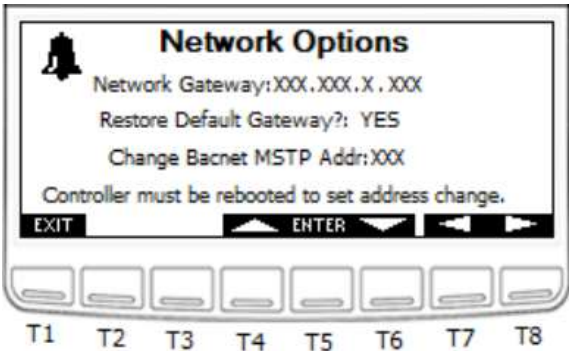 Network Options
Network Gateway:XXX.XXX.X.XXX
Restore Default Gateway?: YES
Change Bacnet MSTP Addr:XXX
Controller must be rebooted to set address change.
EXIT ENTER
T1 T2 T3 T4 T5 T6 T7 T8